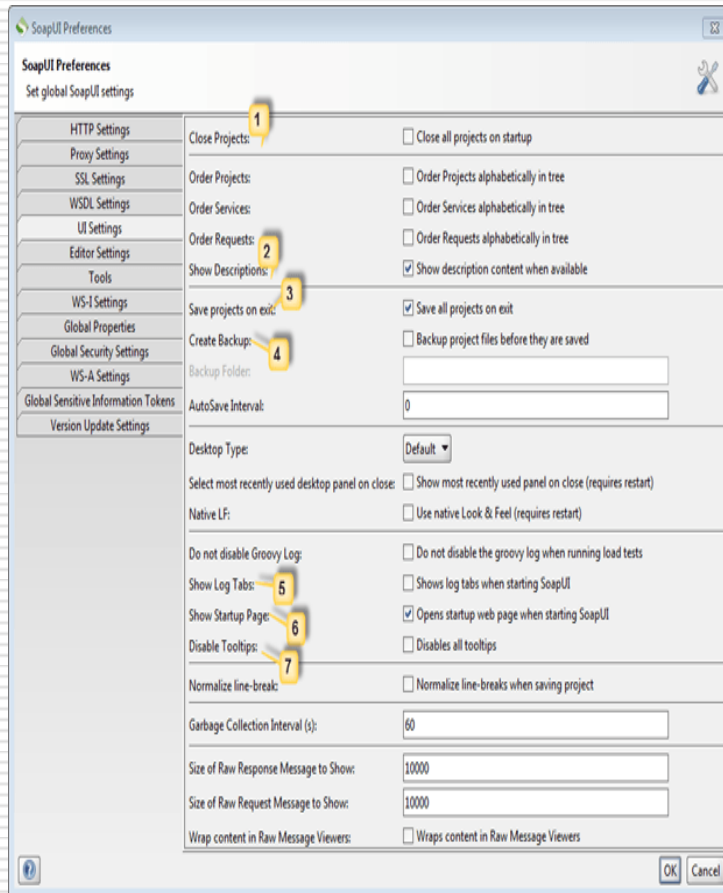 SoapUI Preferences
SoapUI Preferences
Set global SoapUI settings
HTTP Settings
Proxy Settings
SSL Settings
WSDL Settings
UI Settings
Editor Settings
Tools
WS-I Settings
Global Properties
Global Security Settings
WS-A Settings
Global Sensitive Information Tokens
Version Update Settings
1
Close Projects: Close all projects on startup
Order Projects: Order Projects alphabetically in tree
Order Services: Order Services alphabetically in tree
Order Requests: Order Requests alphabetically in tree
2
Show Descriptions: Show description content when available
3
Save projects on exit: Save all projects on exit
Create Backup: 4 Backup project files before they are saved
Backup Folder:
AutoSave Interval: 0
Desktop Type: Default
Select most recently used desktop panel on close: Show most recently used panel on close (requires restart)
Native LF: Use native Look & Feel (requires restart)
Do not disable Groovy Log: Do not disable the groovy log when running load tests
Show Log Tabs: 5 Shows log tabs when starting SoapUI
Show Startup Page: 6 Opens startup web page when starting SoapUI
Disable Tooltips: 7 Disables all tooltips
Normalize line-break: Normalize line-breaks when saving project
Garbage Collection Interval (s): 60
Size of Raw Response Message to Show: 10000
Size of Raw Request Message to Show: 10000
Wrap content in Raw Message Viewers: Wraps content in Raw Message Viewers
?
OK Cancel